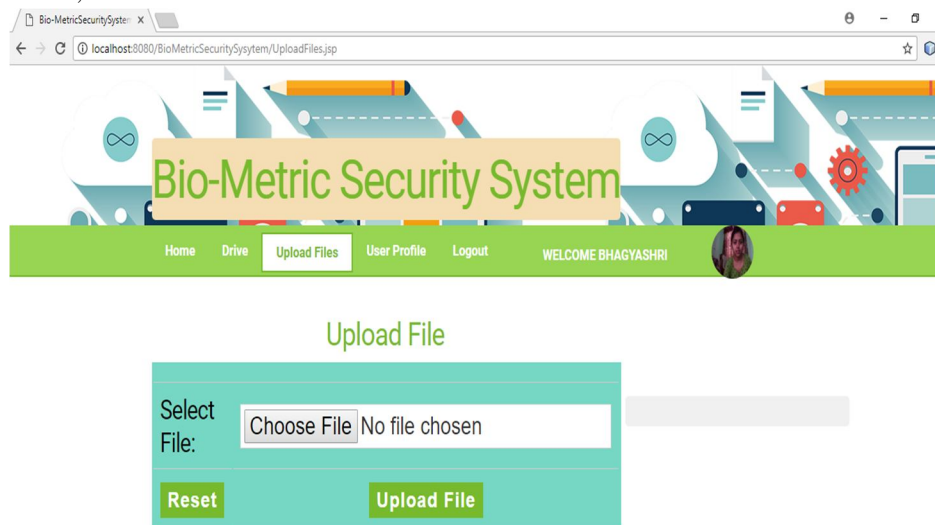 Bio-MetricSecuritySysten
localhost:8080/BioMetricSecuritySysytem/UploadFiles.jsp
Bio-Metric Security System
Home Drive Upload Files User Profile Logout WELCOME BHAGYASHRI
Upload File
Select
File:
Choose File No file chosen
Reset Upload File